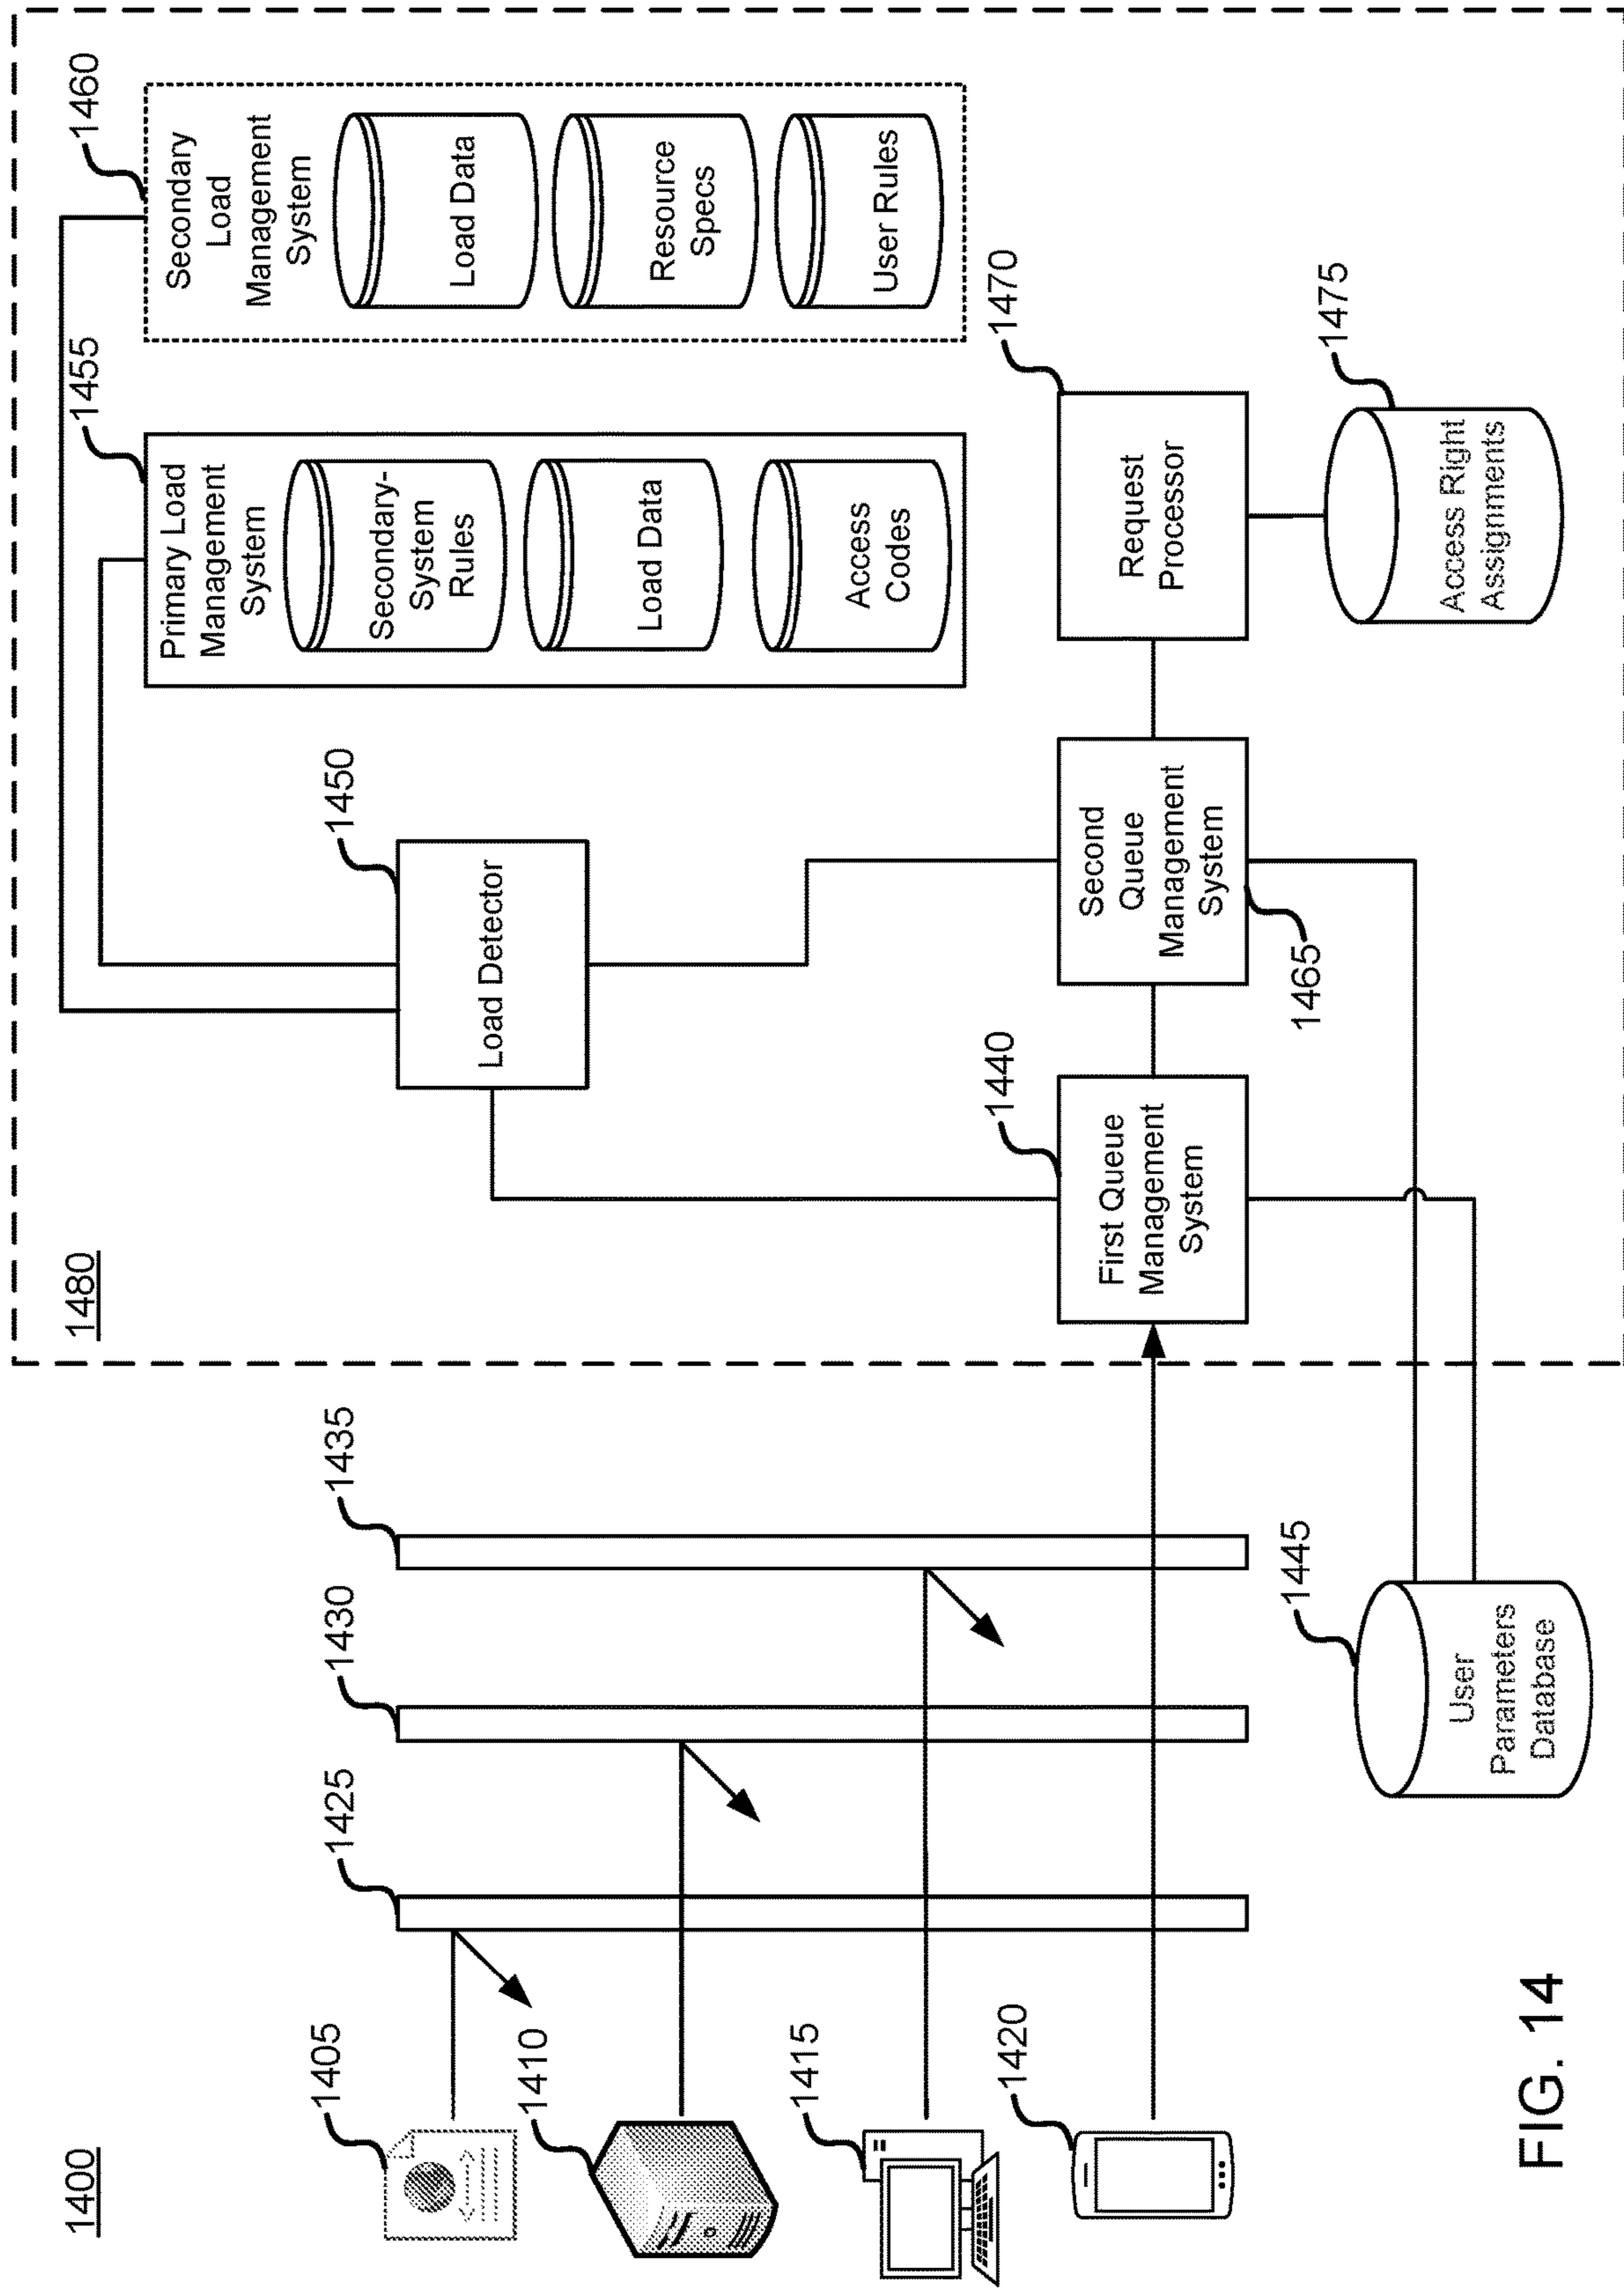 1400
1480
1405
1410
1415
1420
1425
1430
1435
First Queue
Management
System
1440
User
Parameters
Database
1445
Load Detector
1450
Primary Load
Management
System
1455
Secondary-
System
Rules
Load Data
Access
Codes
Secondary
Load
Management
System
1460
Load Data
Resource
Specs
User Rules
Second
Queue
Management
System
1465
Request
Processor
1470
Access Right
Assignments
1475
FIG. 14